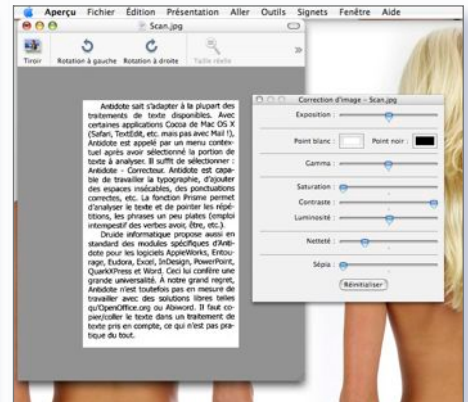 Aperçu Fichier Édition Présentation Aller Outils Signets Fenêtre Aide
Scan.jpg
Tiroir Rotation à gauche Rotation à droite Taille réelle
Antidote sait s'adapter à la plupart des
traitements de texte disponibles. Avec
certaines applications Cocoa de Mac OS X
(Safari, TextEdit, etc. mais pas avec Mail !),
Antidote est appelé par un menu contex-
tuel après avoir sélectionné la portion de
texte à analyser. Il suffit de sélectionner :
Antidote - Correcteur. Antidote est capa-
ble de travailler la typographie, d'ajouter
des espaces insécables, des ponctuations
correctes, etc. La fonction Prisme permet
d'analyser le texte et de pointer les répé-
titions, les phrases un peu plates (emploi
intempestif des verbes avoir, être, etc.).
Druide informatique propose aussi en
standard des modules spécifiques d'Anti-
dote pour les logiciels AppleWorks, Entou-
rage, Eudora, Excel, InDesign, PowerPoint,
QuarkXPress et Word. Ceci lui confère une
grande universalité. À notre grand regret,
Antidote n'est toutefois pas en mesure de
travailler avec des solutions libres telles
qu'OpenOffice.org ou Abiword. Il faut co-
pier/coller le texte dans un traitement de
texte pris en compte, ce qui n'est pas pra-
tique du tout.
Correction d'image – Scan.jpg
Exposition :
Point blanc : Point noir :
Gamma :
Saturation :
Contraste :
Luminosité :
Netteté :
Sépia :
Réinitialiser